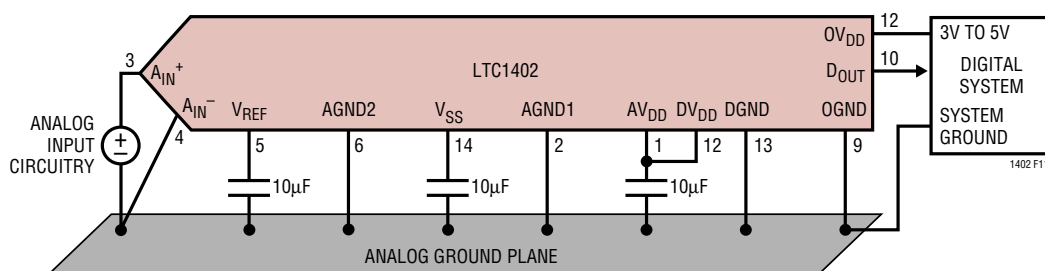 12
OVDD
3V TO 5V
3
AIN+
LTC1402
DOUT
10
DIGITAL
SYSTEM
AIN−
4
VREF
AGND2
VSS
AGND1
AVDD
DVDD
DGND
OGND
SYSTEM
GROUND
ANALOG
INPUT
CIRCUITRY
+
−
5
6
14
2
1
12
13
9
1402 F11
10µF
10µF
10µF
ANALOG GROUND PLANE